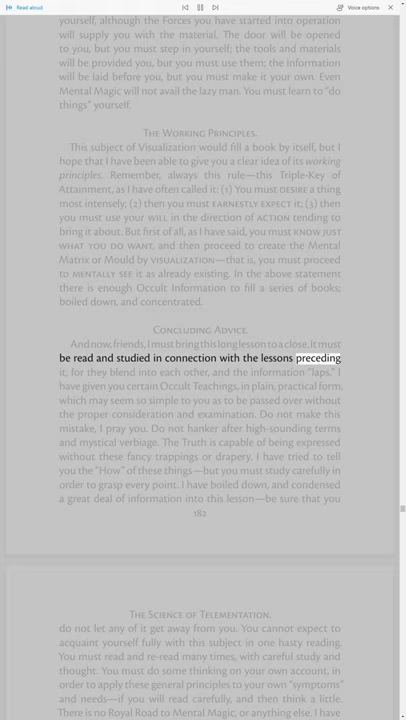 Read aloud
Voice options
yourself, although the Forces you have started into operation
will supply you with the material. The door will be opened
to you, but you must step in yourself; the tools and materials
will be provided you, but you must use them; the information
will be laid before you, but you must make it your own. Even
Mental Magic will not avail the lazy man. You must learn to "do
things" yourself.
The Working Principles.
This subject of Visualization would fill a book by itself, but I
hope that I have been able to give you a clear idea of its working
principles. Remember, always this rule—this Triple-Key of
Attainment, as I have often called it: (1) You must desire a thing
most intensely; (2) then you must earnestly expect it; (3) then
you must use your will in the direction of action tending to
bring it about. But first of all, as I have said, you must know just
what you do want, and then proceed to create the Mental
Matrix or Mould by visualization—that is, you must proceed
to mentally see it as already existing. In the above statement
there is enough Occult Information to fill a series of books;
boiled down, and concentrated.
Concluding Advice.
And now, friends, I must bring this long lesson to a close. It must
be read and studied in connection with the lessons preceding
it, for they blend into each other, and the information "laps." I
have given you certain Occult Teachings, in plain, practical form,
which may seem so simple to you as to be passed over without
the proper consideration and examination. Do not make this
mistake, I pray you. Do not hanker after high-sounding terms
and mystical verbiage. The Truth is capable of being expressed
without these fancy trappings or drapery. I have tried to tell
you the "How" of these things—but you must study carefully in
order to grasp every point. I have boiled down, and condensed
a great deal of information into this lesson—be sure that you
182
The Science of Telementation.
do not let any of it get away from you. You cannot expect to
acquaint yourself fully with this subject in one hasty reading.
You must read and re-read many times, with careful study and
thought. You must do some thinking on your own account, in
order to apply these general principles to your own "symptoms"
and needs—if you will read carefully, and then think a little.
There is no Royal Road to Mental Magic, or anything else. I have